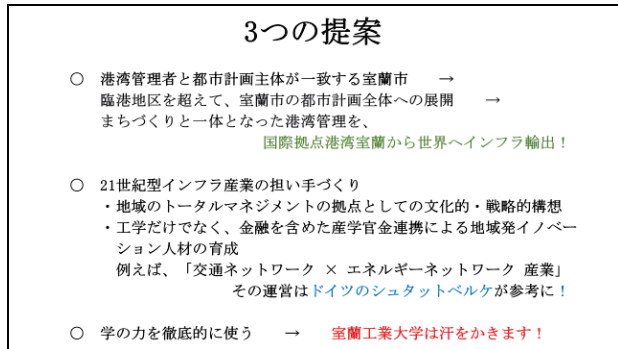 3つの提案
○ 港湾管理者と都市計画主体が一致する室蘭市 →
臨港地区を超えて、室蘭市の都市計画全体への展開 →
まちづくりと一体となった港湾管理を、
国際拠点港湾室蘭から世界へインフラ輸出！
○ 21世紀型インフラ産業の担い手づくり
・地域のトータルマネジメントの拠点としての文化的・戦略的構想
・工学だけでなく、金融を含めた産学官金連携による地域発イノベー
ション人材の育成
例えば、「交通ネットワーク × エネルギーネットワーク 産業」
その運営はドイツのシュタットベルケが参考に！
○ 学の力を徹底的に使う → 室蘭工業大学は汗をかきます！